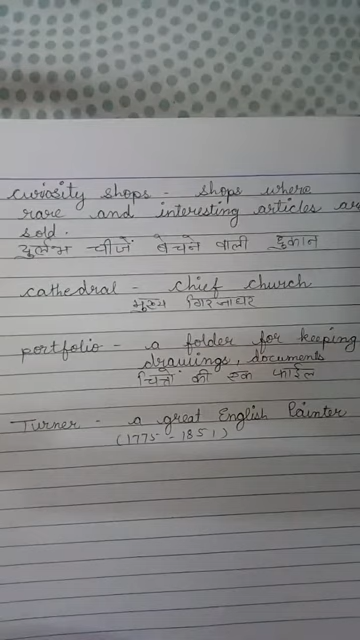 curiosity shops - shops where
rare and interesting articles are
sold.
दुर्लभ चीजें बेचने वाली दुकान
cathedral - chief church
मुख्य गिरजाघर
portfolio - a folder for keeping
drawings, documents
चित्रों की एक फाईल
Turner - a great English Painter
(1775 - 1851)